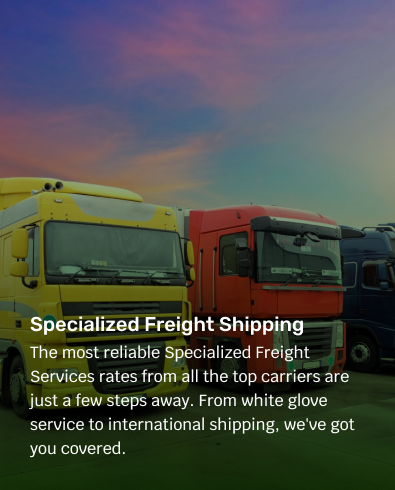 Specialized Freight Shipping
The most reliable Specialized Freight
Services rates from all the top carriers are
just a few steps away. From white glove
service to international shipping, we've got
you covered.